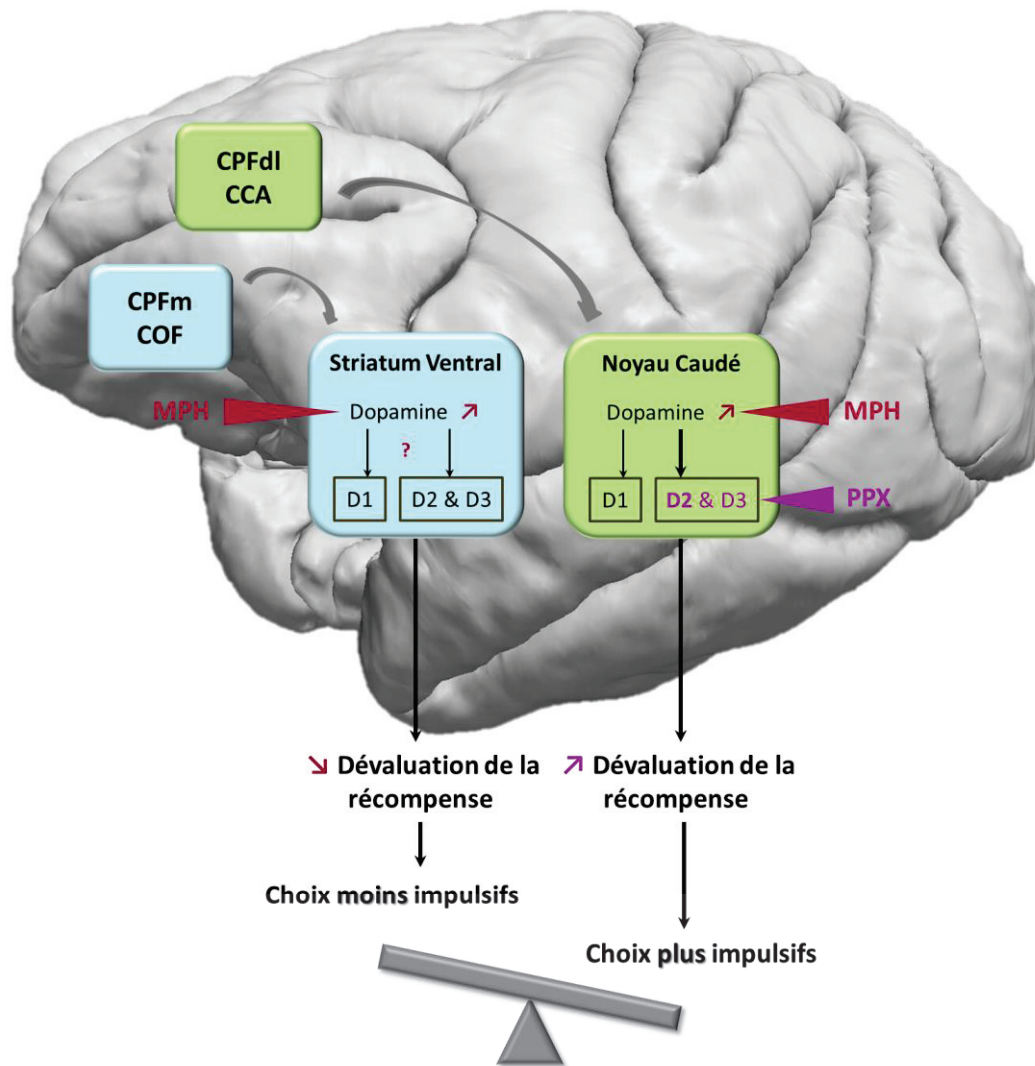 CPFdl
CCA
CPFm
COF
Striatum Ventral
Noyau Caudé
MPH
Dopamine ↗
Dopamine ↗
MPH
?
D1
D2 & D3
D1
D2 & D3
PPX
↘ Dévaluation de la
récompense
↗ Dévaluation de la
récompense
Choix moins impulsifs
Choix plus impulsifs